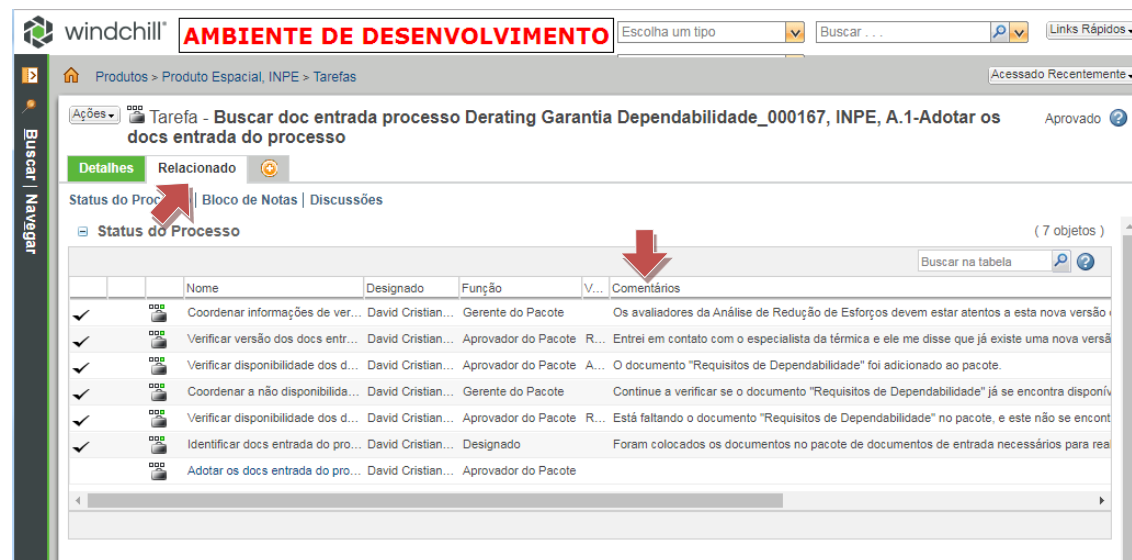 windchill®
AMBIENTE DE DESENVOLVIMENTO
Escolha um tipo
Buscar . . .
Links Rápidos
Produtos > Produto Espacial, INPE > Tarefas
Acessado Recentemente
Buscar | Navegar
Ações
Tarefa - Buscar doc entrada processo Derating Garantia Dependabilidade_000167, INPE, A.1-Adotar os
docs entrada do processo
Aprovado
Detalhes Relacionado
Status do | Bloco de Notas | Discussões
Status do Processo
( 7 objetos )
Buscar na tabela
Nome Designado Função V... Comentários
Coordenar informações de ver... David Cristian... Gerente do Pacote Os avaliadores da Análise de Redução de Esforços devem estar atentos a esta nova versão
Verificar versão dos docs entr... David Cristian... Aprovador do Pacote R... Entrei em contato com o especialista da térmica e ele me disse que já existe uma nova versã
Verificar disponibilidade dos d... David Cristian... Aprovador do Pacote A... O documento "Requisitos de Dependabilidade" foi adicionado ao pacote.
Coordenar a não disponibilida... David Cristian... Gerente do Pacote Continue a verificar se o documento "Requisitos de Dependabilidade" já se encontra disponív
Verificar disponibilidade dos d... David Cristian... Aprovador do Pacote R... Está faltando o documento "Requisitos de Dependabilidade" no pacote, e este não se encont
Identificar docs entrada do pro... David Cristian... Designado Foram colocados os documentos no pacote de documentos de entrada necessários para rea
Adotar os docs entrada do pro... David Cristian... Aprovador do Pacote